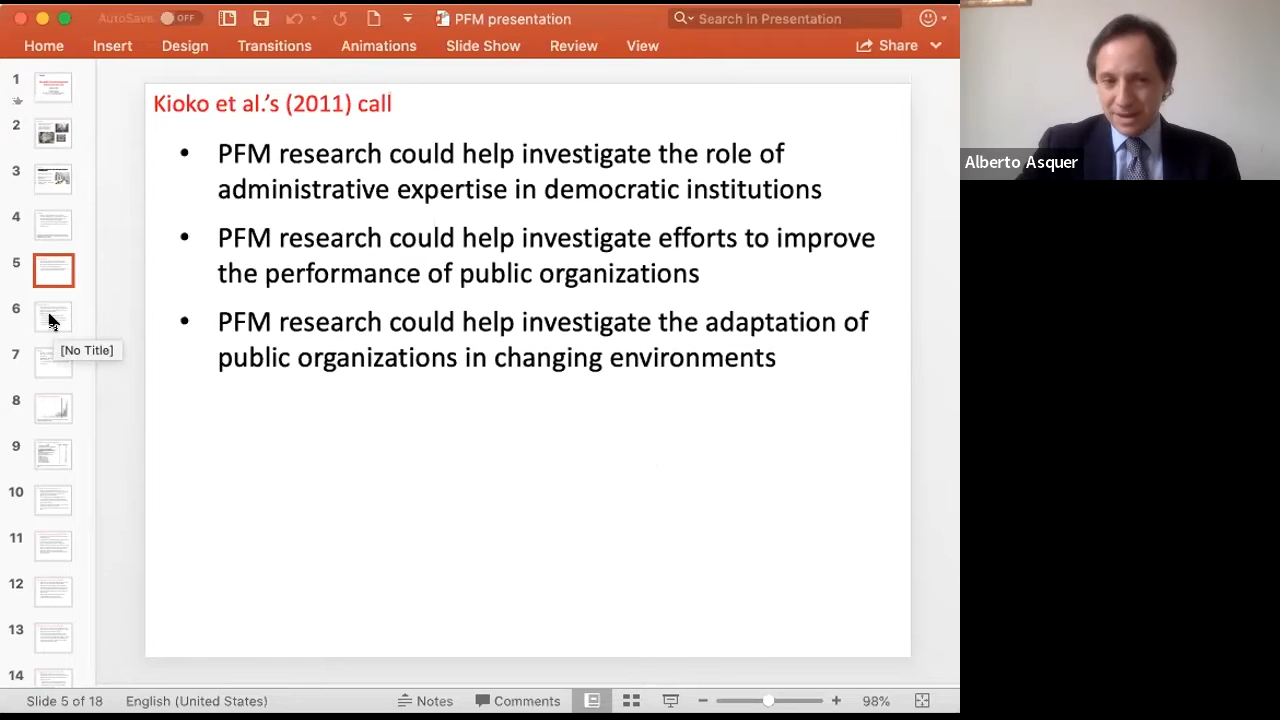 AutoSave OFF
PFM presentation
Search in Presentation
Home Insert Design Transitions Animations Slide Show Review View Share
Alberto Asquer
1
2
3
4
5
6
[No Title]
7
8
9
10
11
12
13
14
Kioko et al.'s (2011) call
• PFM research could help investigate the role of
administrative expertise in democratic institutions
• PFM research could help investigate efforts to improve
the performance of public organizations
• PFM research could help investigate the adaptation of
public organizations in changing environments
Slide 5 of 18 English (United States) Notes Comments 98%